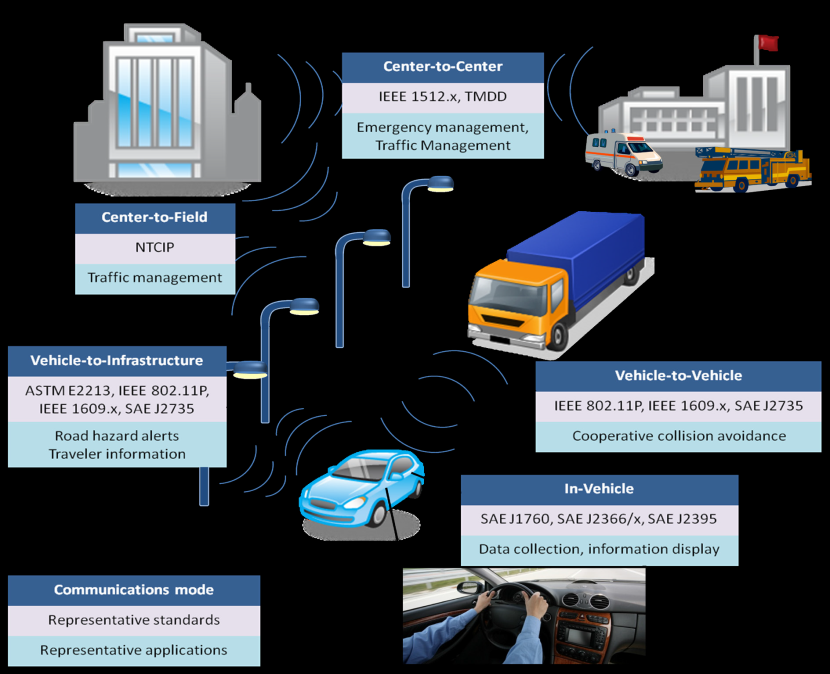 Center-to-Center
IEEE 1512.x, TMDD
Emergency management,
Traffic Management
Center-to-Field
NTCIP
Traffic management
Vehicle-to-Infrastructure
ASTM E2213, IEEE 802.11P,
IEEE 1609.x, SAE J2735
Road hazard alerts
Traveler information
Vehicle-to-Vehicle
IEEE 802.11P, IEEE 1609.x, SAE J2735
Cooperative collision avoidance
In-Vehicle
SAE J1760, SAE J2366/x, SAE J2395
Data collection, information display
Communications mode
Representative standards
Representative applications